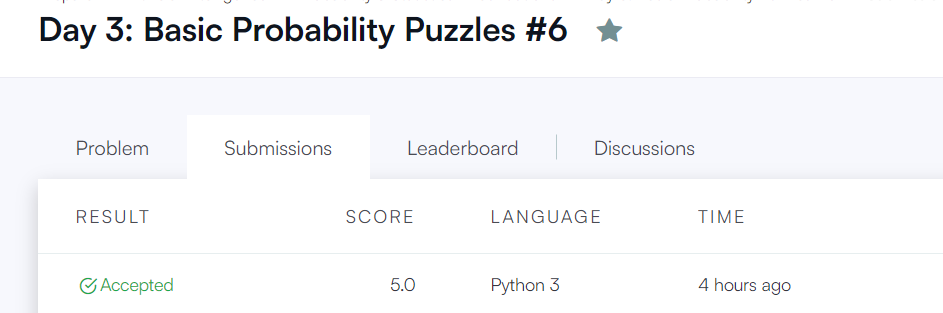 Day 3: Basic Probability Puzzles #6
Problem Submissions Leaderboard Discussions
RESULT SCORE LANGUAGE TIME
Accepted 5.0 Python 3 4 hours ago